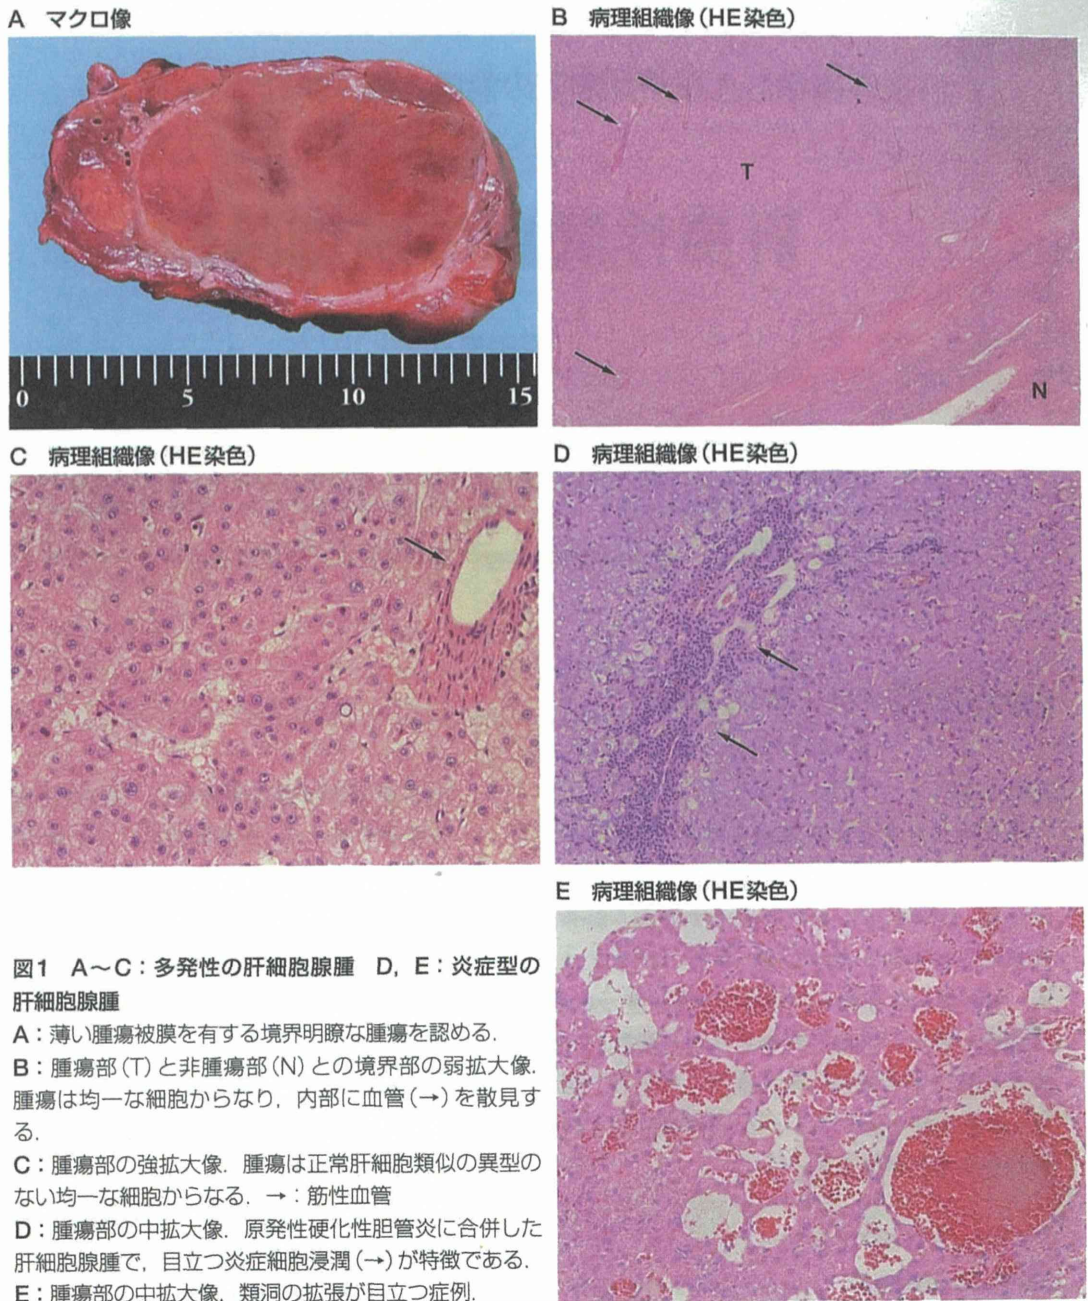 A マクロ像
B 病理組織像(HE染色)
0 5 10 15
T
N
C 病理組織像(HE染色)
D 病理組織像(HE染色)
E 病理組織像(HE染色)
図1 A～C：多発性の肝細胞腺腫 D，E：炎症型の
肝細胞腺腫
A：薄い腫瘍被膜を有する境界明瞭な腫瘍を認める．
B：腫瘍部(T)と非腫瘍部(N)との境界部の弱拡大像．
腫瘍は均一な細胞からなり，内部に血管(→)を散見す
る．
C：腫瘍部の強拡大像．腫瘍は正常肝細胞類似の異型の
ない均一な細胞からなる．→：筋性血管
D：腫瘍部の中拡大像．原発性硬化性胆管炎に合併した
肝細胞腺腫で，目立つ炎症細胞浸潤(→)が特徴である．
E：腫瘍部の中拡大像．類洞の拡張が目立つ症例．